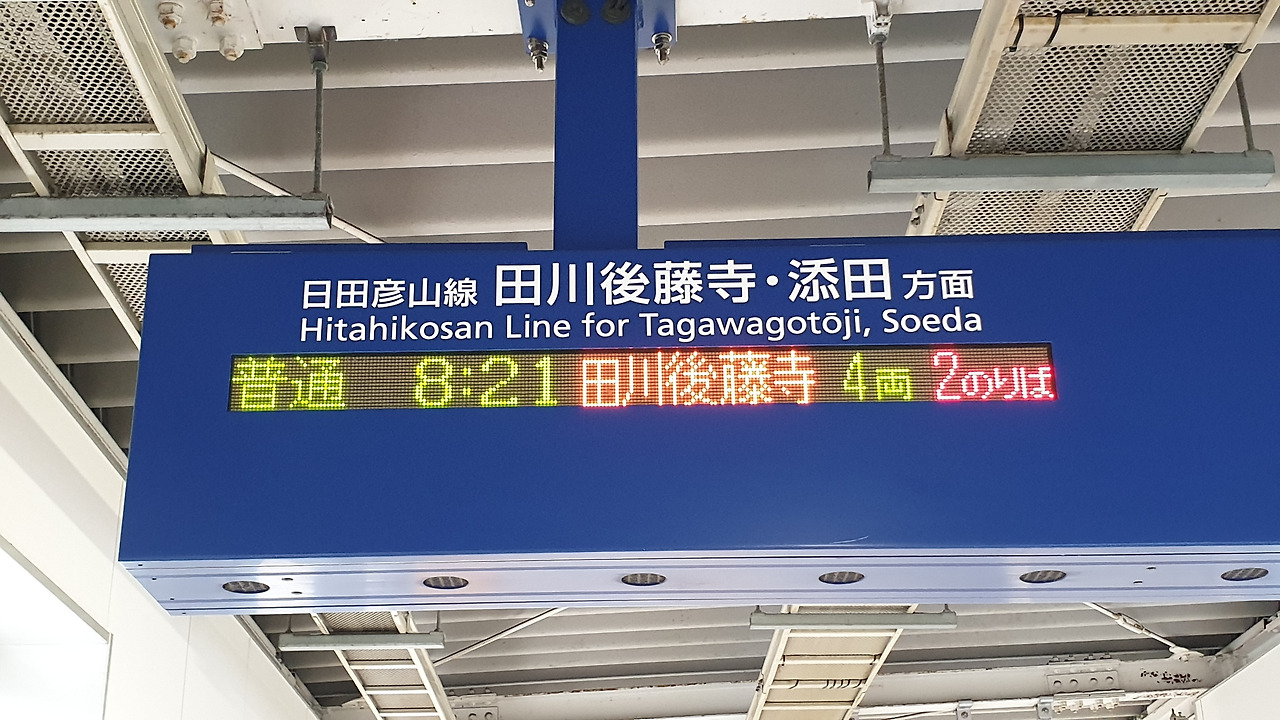 日田彦山線 田川後藤寺・添田 方面
Hitahikosan Line for Tagawagotōji, Soeda
普通 8:21 田川後藤寺 4両 2のりば